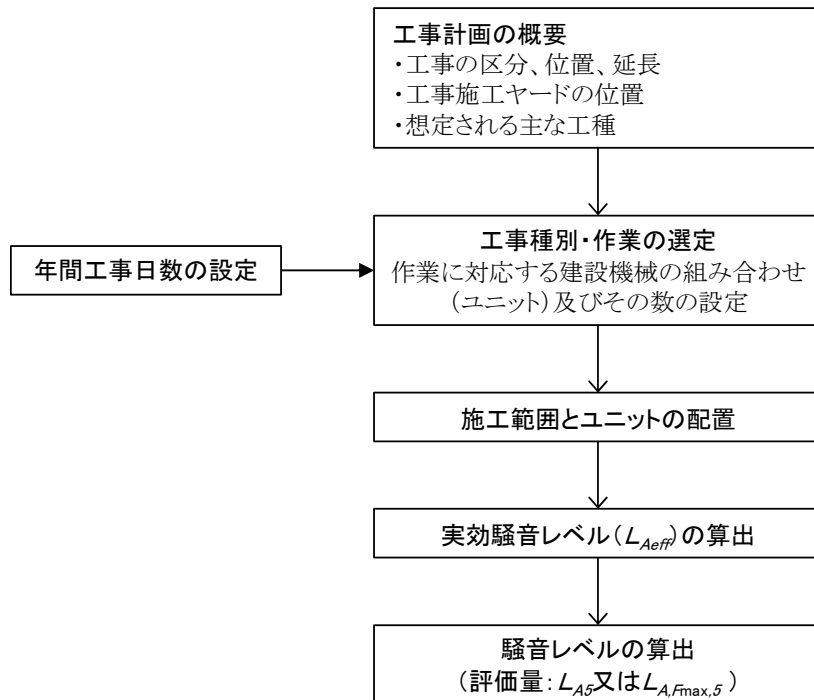 工事計画の概要
・工事の区分、位置、延長
・工事施工ヤードの位置
・想定される主な工種
年間工事日数の設定
工事種別・作業の選定
作業に対応する建設機械の組み合わせ
(ユニット)及びその数の設定
施工範囲とユニットの配置
実効騒音レベル(L_Aeff)の算出
騒音レベルの算出
(評価量:L_A5又はL_A,Fmax,5)